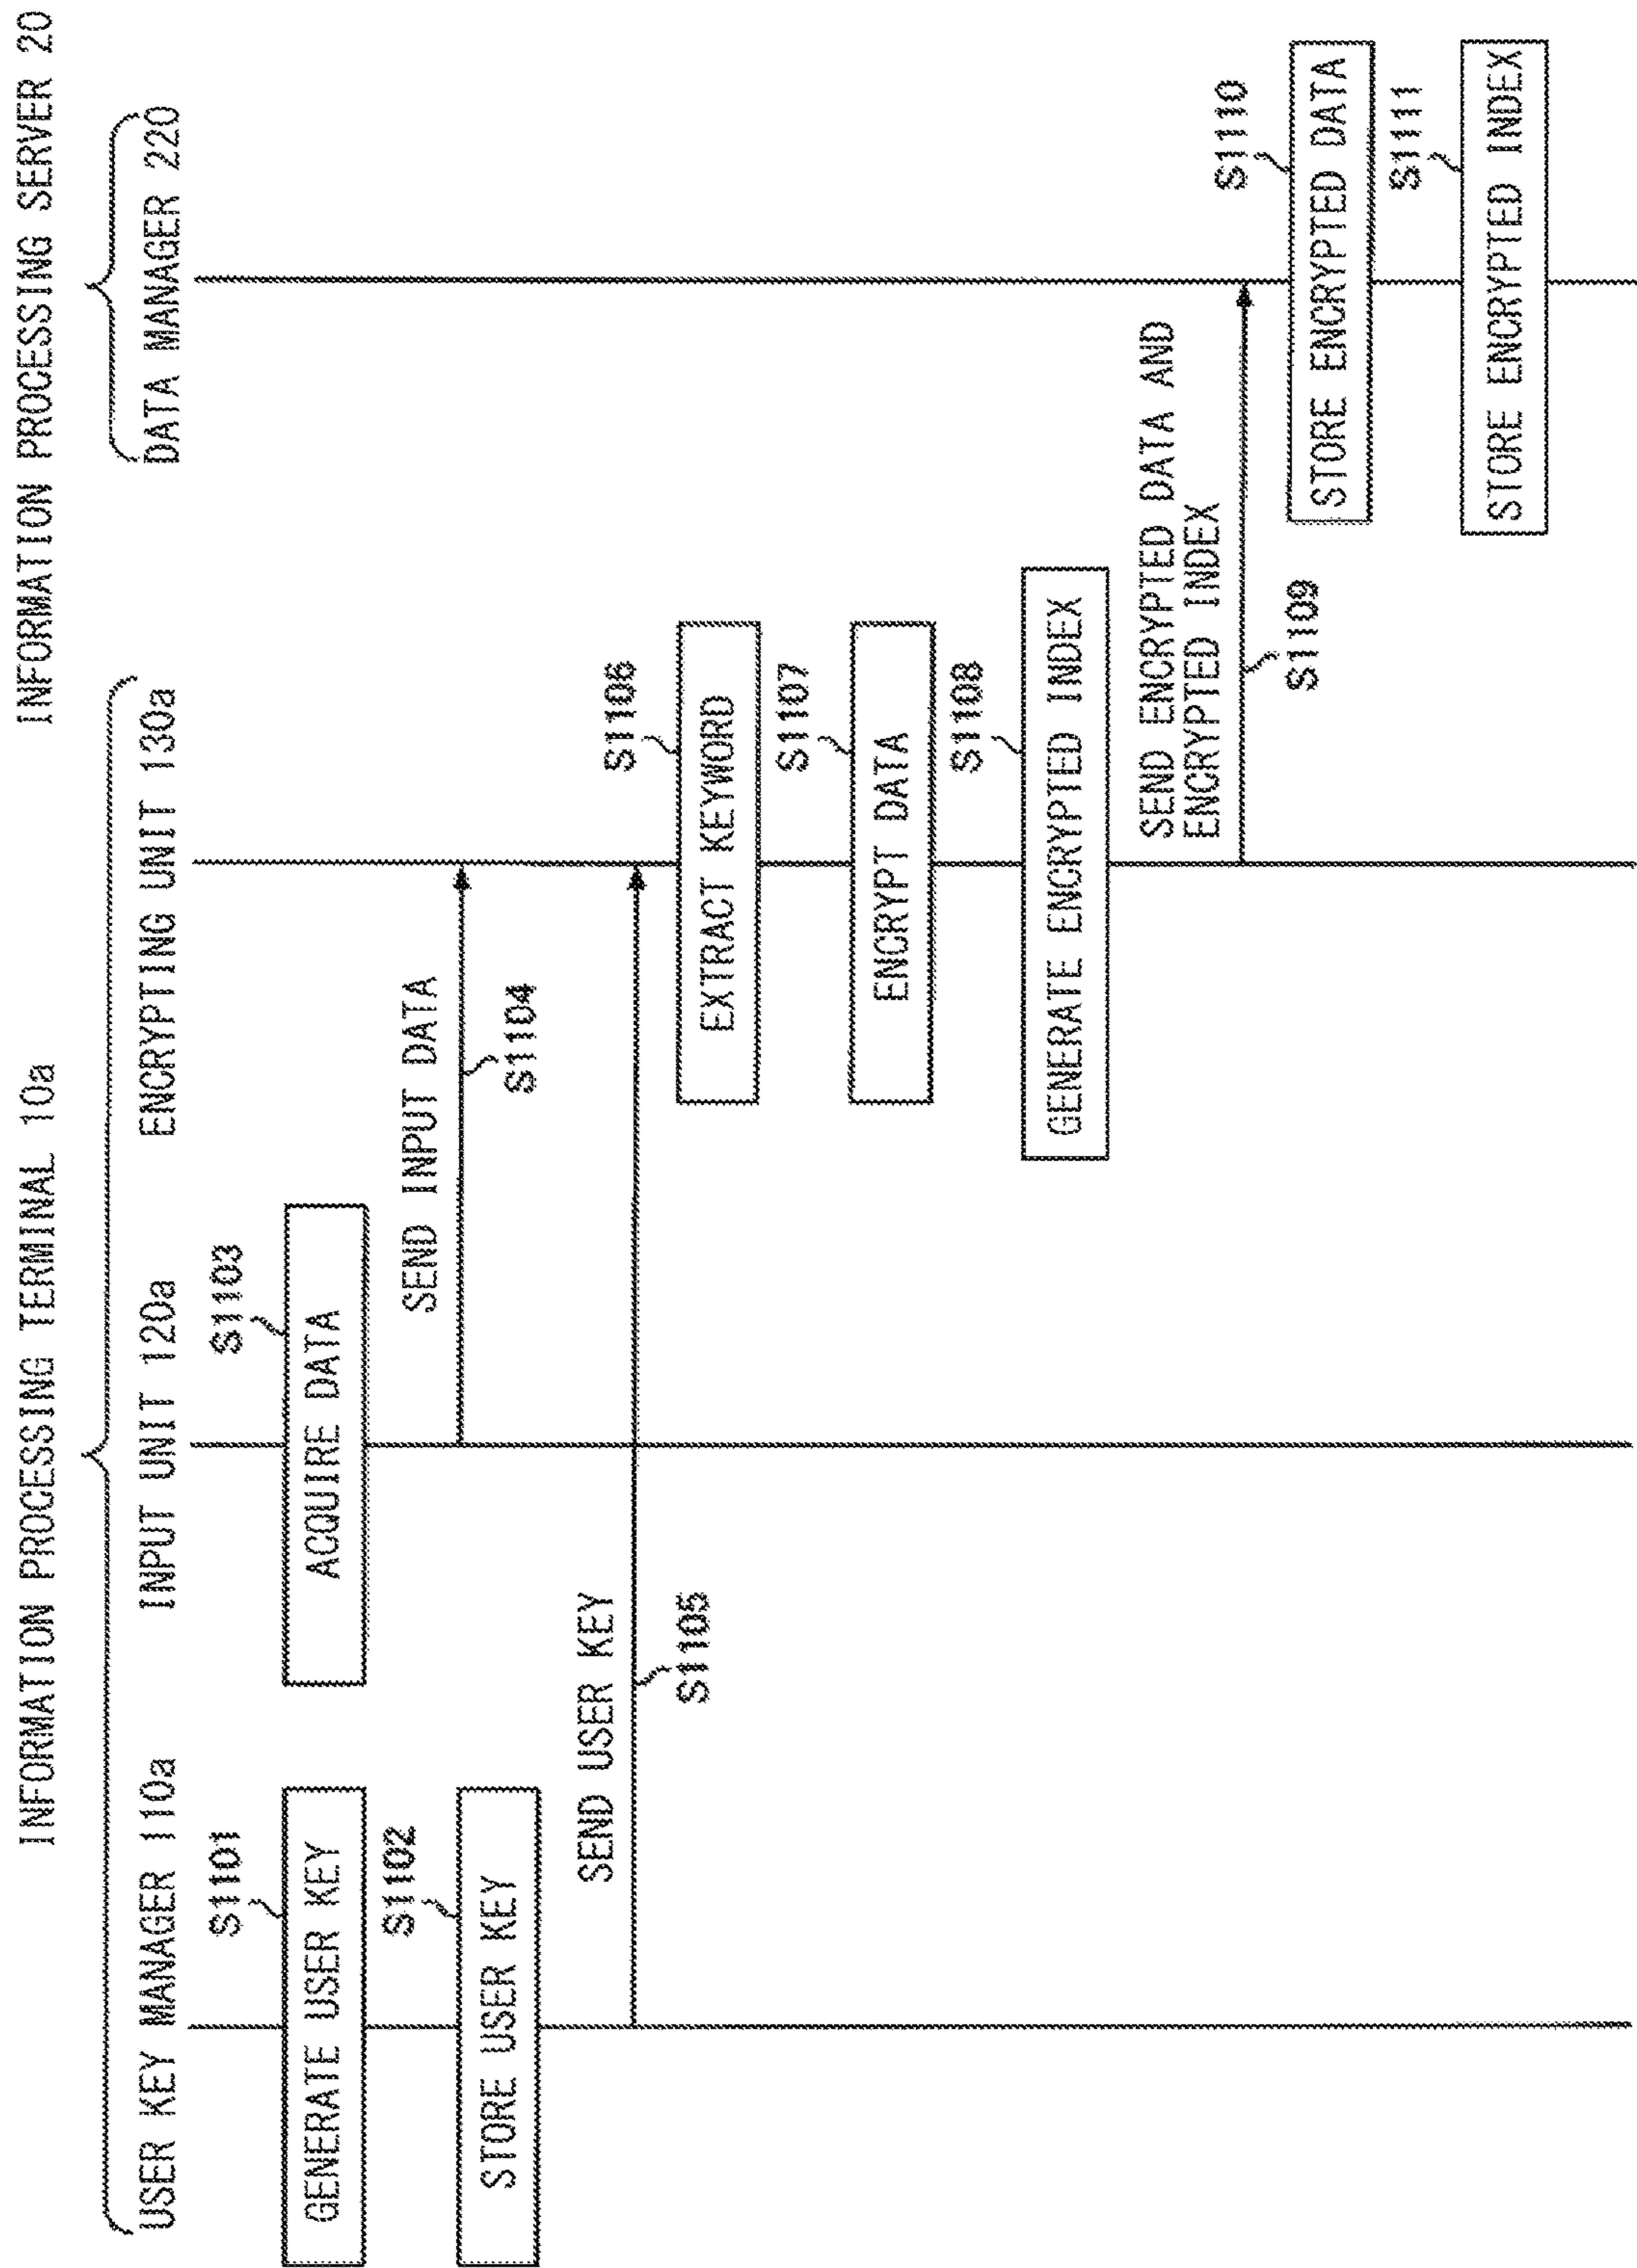 INFORMATION PROCESSING TERMINAL 10a
INFORMATION PROCESSING SERVER 20
USER KEY MANAGER 110a
INPUT UNIT 120a
ENCRYPTING UNIT 130a
DATA MANAGER 220
S1101
GENERATE USER KEY
S1102
STORE USER KEY
S1103
ACQUIRE DATA
SEND INPUT DATA
S1104
SEND USER KEY
S1105
S1106
EXTRACT KEYWORD
S1107
ENCRYPT DATA
S1108
GENERATE ENCRYPTED INDEX
SEND ENCRYPTED DATA AND
ENCRYPTED INDEX
S1109
S1110
STORE ENCRYPTED DATA
S1111
STORE ENCRYPTED INDEX